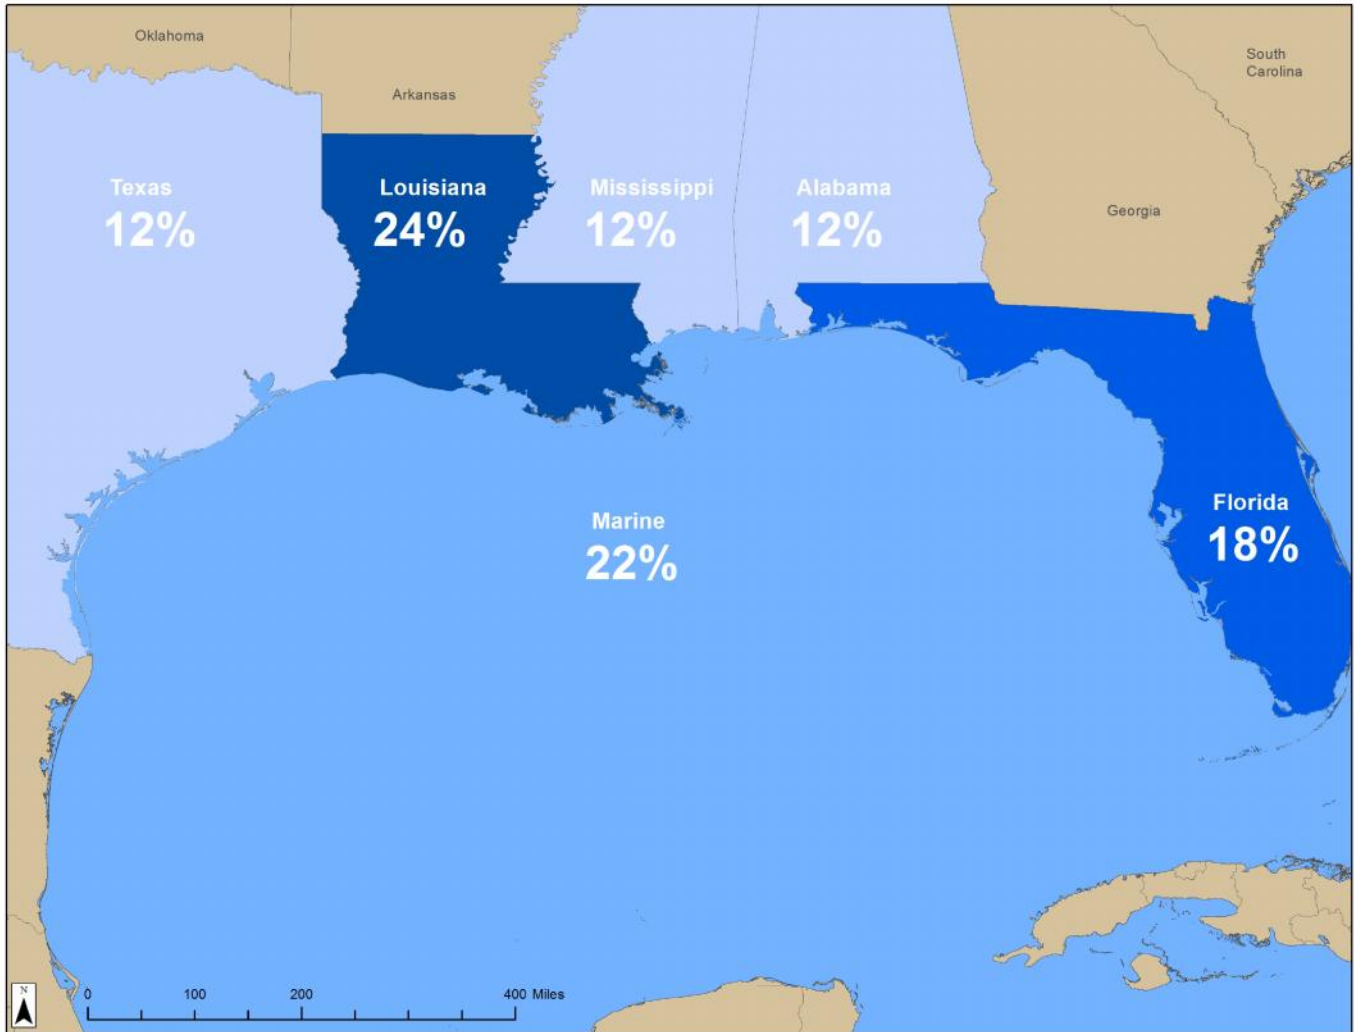 Oklahoma
Arkansas
South
Carolina
Texas
12%
Louisiana
24%
Mississippi
12%
Alabama
12%
Georgia
Florida
18%
Marine
22%
N
0 100 200 400 Miles